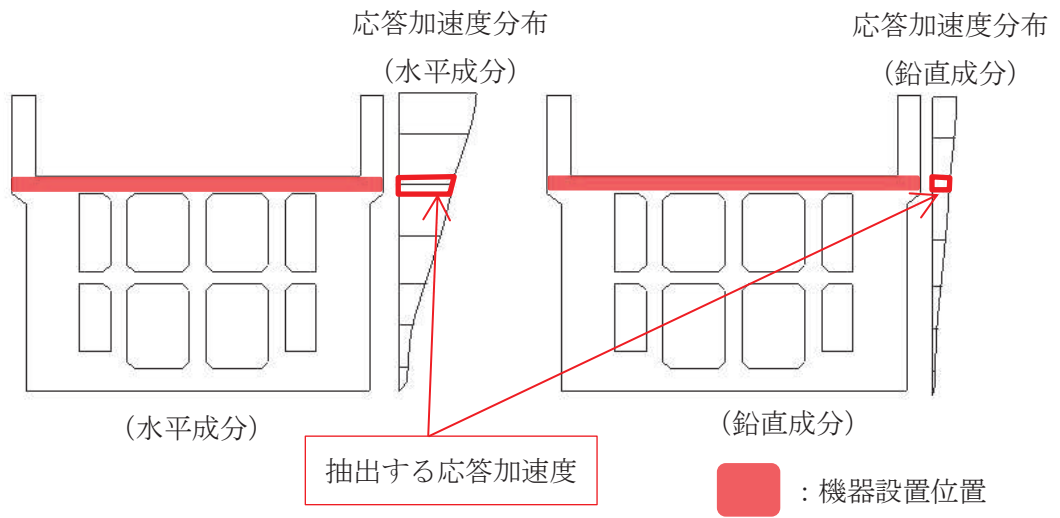 応答加速度分布
(水平成分)
応答加速度分布
(鉛直成分)
(水平成分)
(鉛直成分)
抽出する応答加速度
：機器設置位置